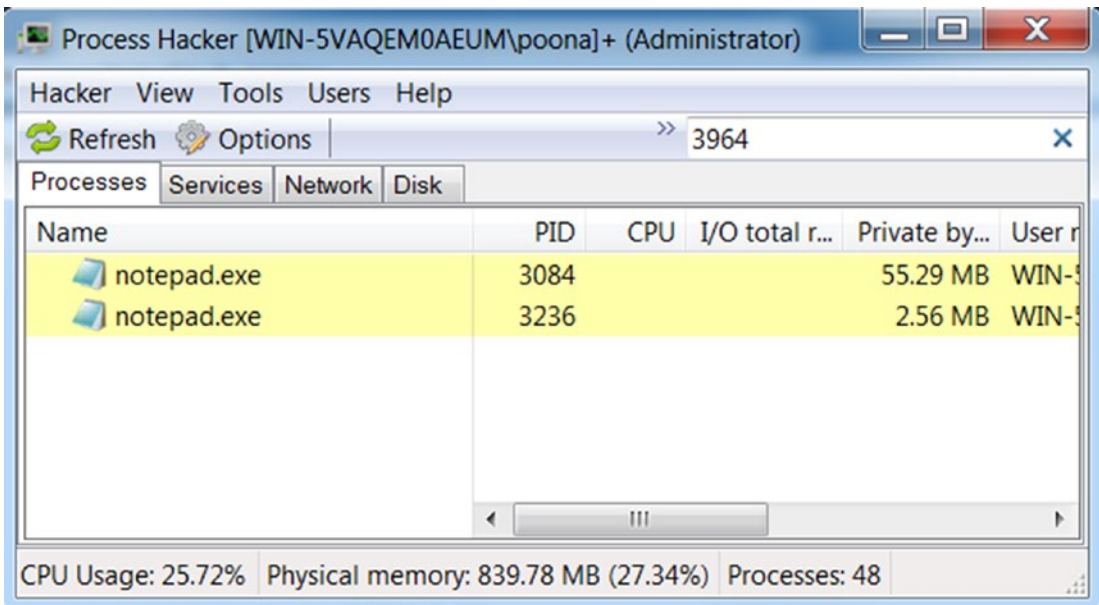 Process Hacker [WIN-5VAQEM0AEUM\poona]+ (Administrator)
Hacker View Tools Users Help
Refresh Options » 3964
Processes Services Network Disk
Name PID CPU I/O total r... Private by... User
notepad.exe 3084 55.29 MB WIN-
notepad.exe 3236 2.56 MB WIN-
CPU Usage: 25.72% Physical memory: 839.78 MB (27.34%) Processes: 48